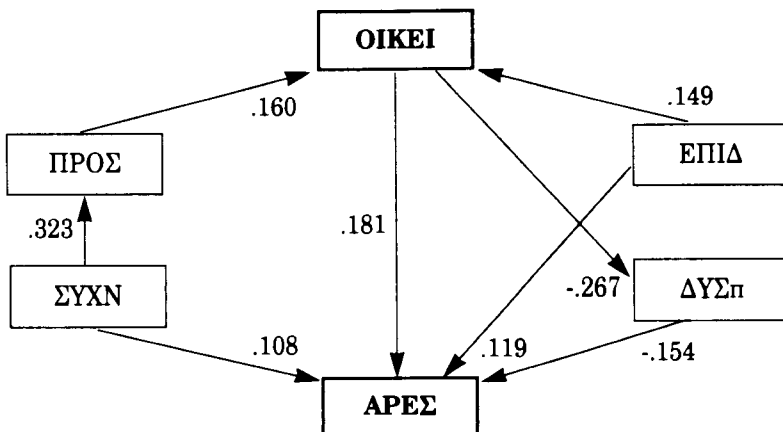 ΟΙΚΕΙ
.160
.149
ΠΡΟΣ
ΕΠΙΔ
.323
.181
ΣΥΧΝ
-.267
ΔΥΣπ
.108
.119
-.154
ΑΡΕΣ